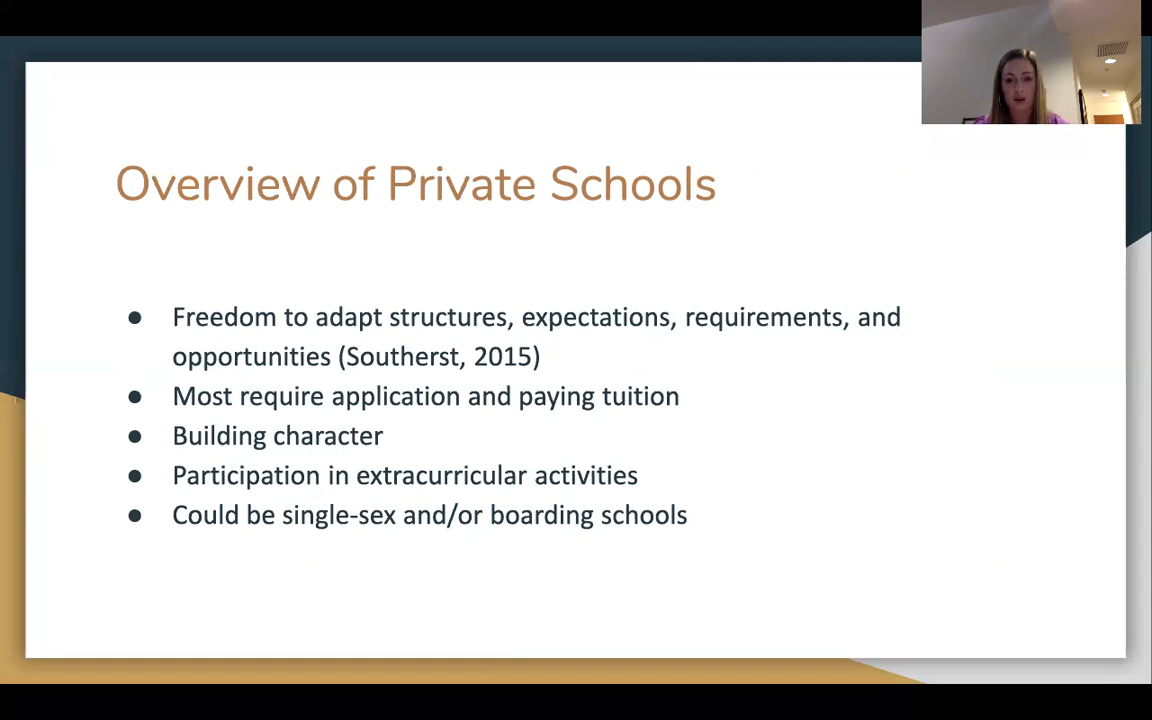 Overview of Private Schools
● Freedom to adapt structures, expectations, requirements, and
opportunities (Southerst, 2015)
● Most require application and paying tuition
● Building character
● Participation in extracurricular activities
● Could be single-sex and/or boarding schools